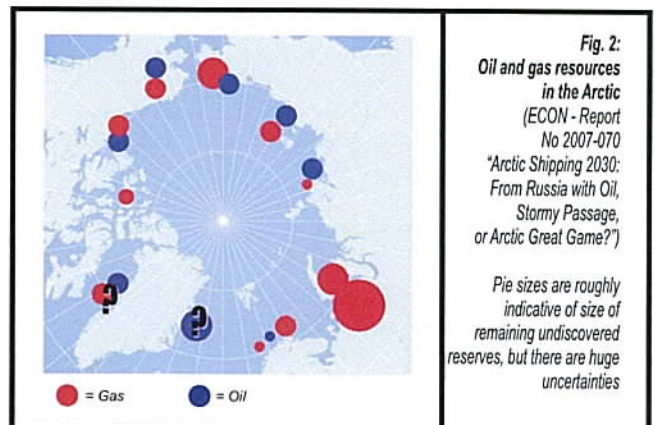 Fig. 2:
Oil and gas resources
in the Arctic
(ECON - Report
No 2007-070
"Arctic Shipping 2030:
From Russia with Oil,
Stormy Passage,
or Arctic Great Game?")
Pie sizes are roughly
indicative of size of
remaining undiscovered
reserves, but there are huge
uncertainties
?
?
= Gas
= Oil